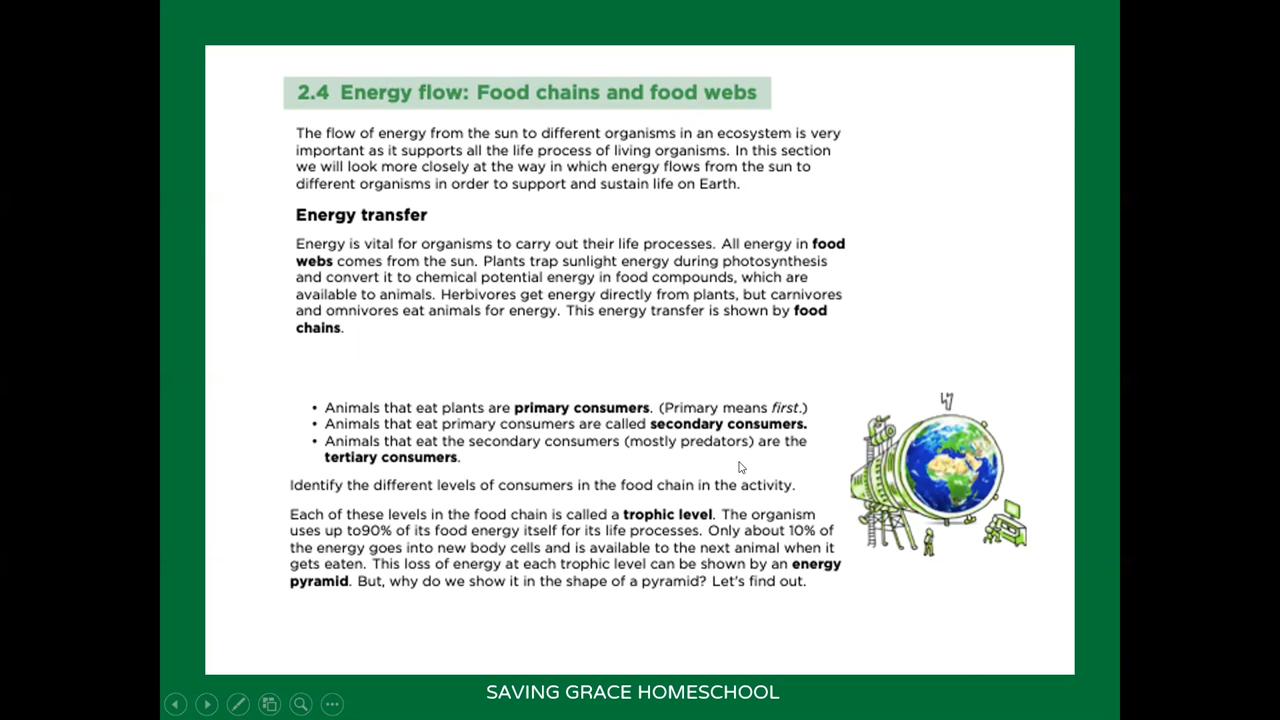 2.4 Energy flow: Food chains and food webs
The flow of energy from the sun to different organisms in an ecosystem is very
important as it supports all the life process of living organisms. In this section
we will look more closely at the way in which energy flows from the sun to
different organisms in order to support and sustain life on Earth.
Energy transfer
Energy is vital for organisms to carry out their life processes. All energy in food
webs comes from the sun. Plants trap sunlight energy during photosynthesis
and convert it to chemical potential energy in food compounds, which are
available to animals. Herbivores get energy directly from plants, but carnivores
and omnivores eat animals for energy. This energy transfer is shown by food
chains.
• Animals that eat plants are primary consumers. (Primary means first.)
• Animals that eat primary consumers are called secondary consumers.
• Animals that eat the secondary consumers (mostly predators) are the
tertiary consumers.
Identify the different levels of consumers in the food chain in the activity.
Each of these levels in the food chain is called a trophic level. The organism
uses up to90% of its food energy itself for its life processes. Only about 10% of
the energy goes into new body cells and is available to the next animal when it
gets eaten. This loss of energy at each trophic level can be shown by an energy
pyramid. But, why do we show it in the shape of a pyramid? Let's find out.
SAVING GRACE HOMESCHOOL